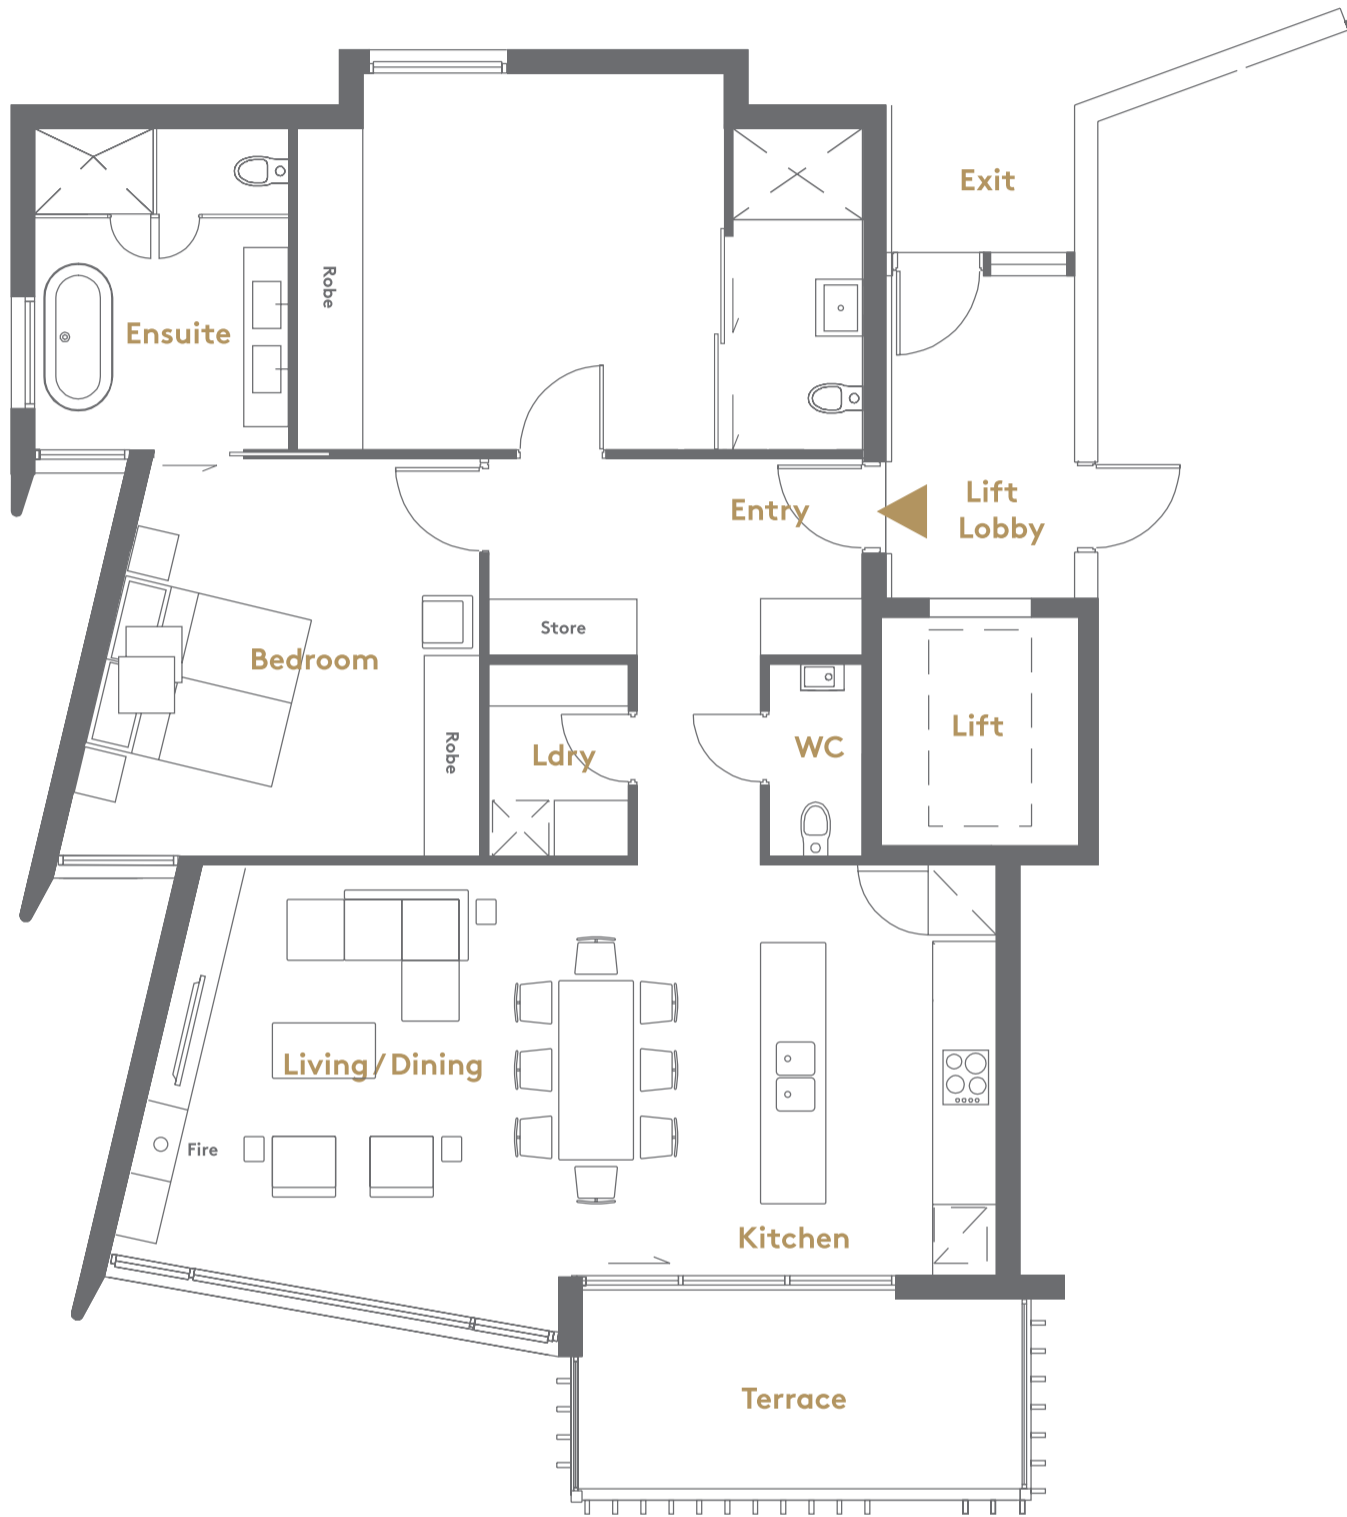 Exit
Robe
Ensuite
Entry
Lift
Lobby
Store
Bedroom
Robe
Ldry
WC
Lift
Living / Dining
Fire
Kitchen
Terrace